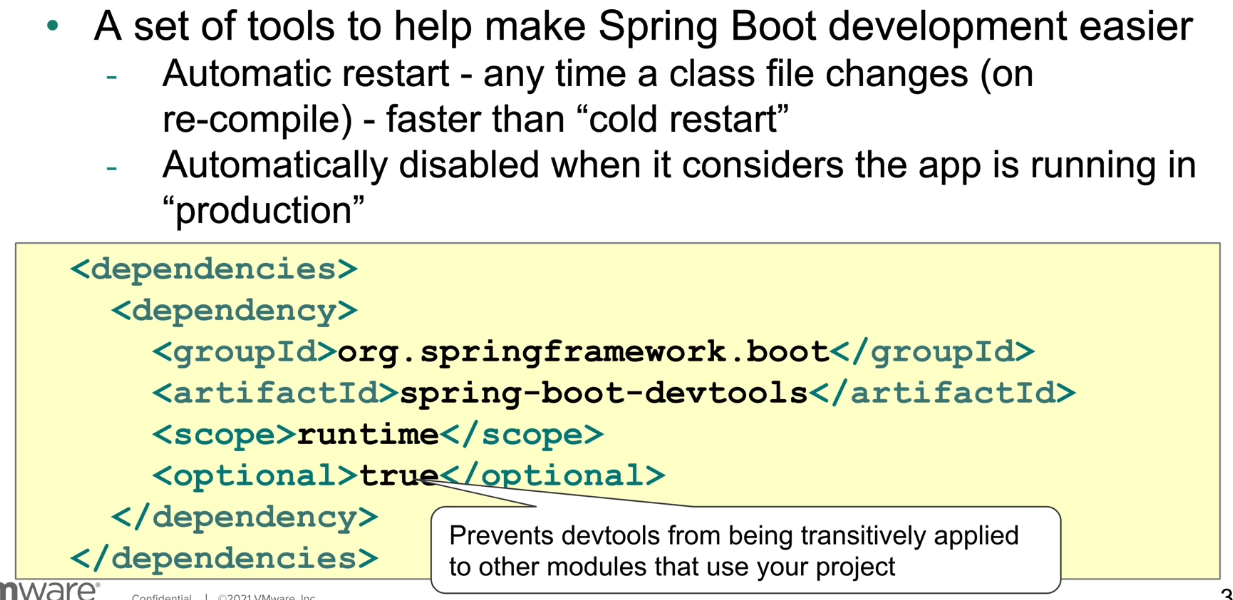 • A set of tools to help make Spring Boot development easier
- Automatic restart - any time a class file changes (on
re-compile) - faster than “cold restart”
- Automatically disabled when it considers the app is running in
“production”
<dependencies>
<dependency>
<groupId>org.springframework.boot</groupId>
<artifactId>spring-boot-devtools</artifactId>
<scope>runtime</scope>
<optional>true</optional>
</dependency>
</dependencies>
Prevents devtools from being transitively applied
to other modules that use your project
mware® Confidential | ©2021 VMware, Inc. 3